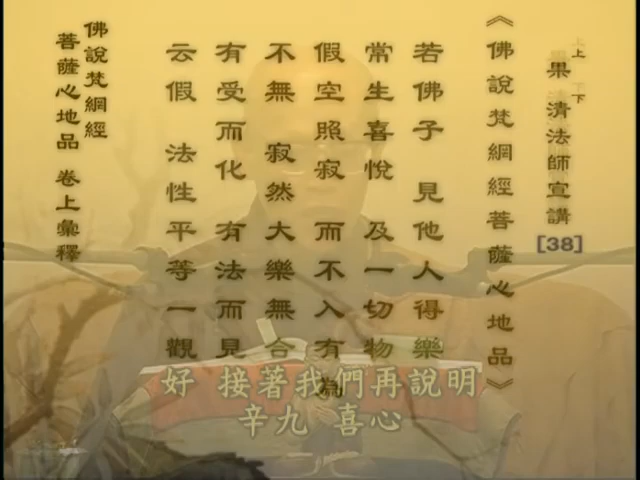 上果下清法師宣講
[38]
《佛說梵網經菩薩心地品》
若佛子 見他人得樂
常生喜悅 及一切物
假空照寂 而不入有為
不無 寂然大樂無合
有受而化 有法而見
云假 法性平等一觀
佛說梵網經
菩薩心地品 卷上彙釋
好 接著我們再說明
辛九 喜心